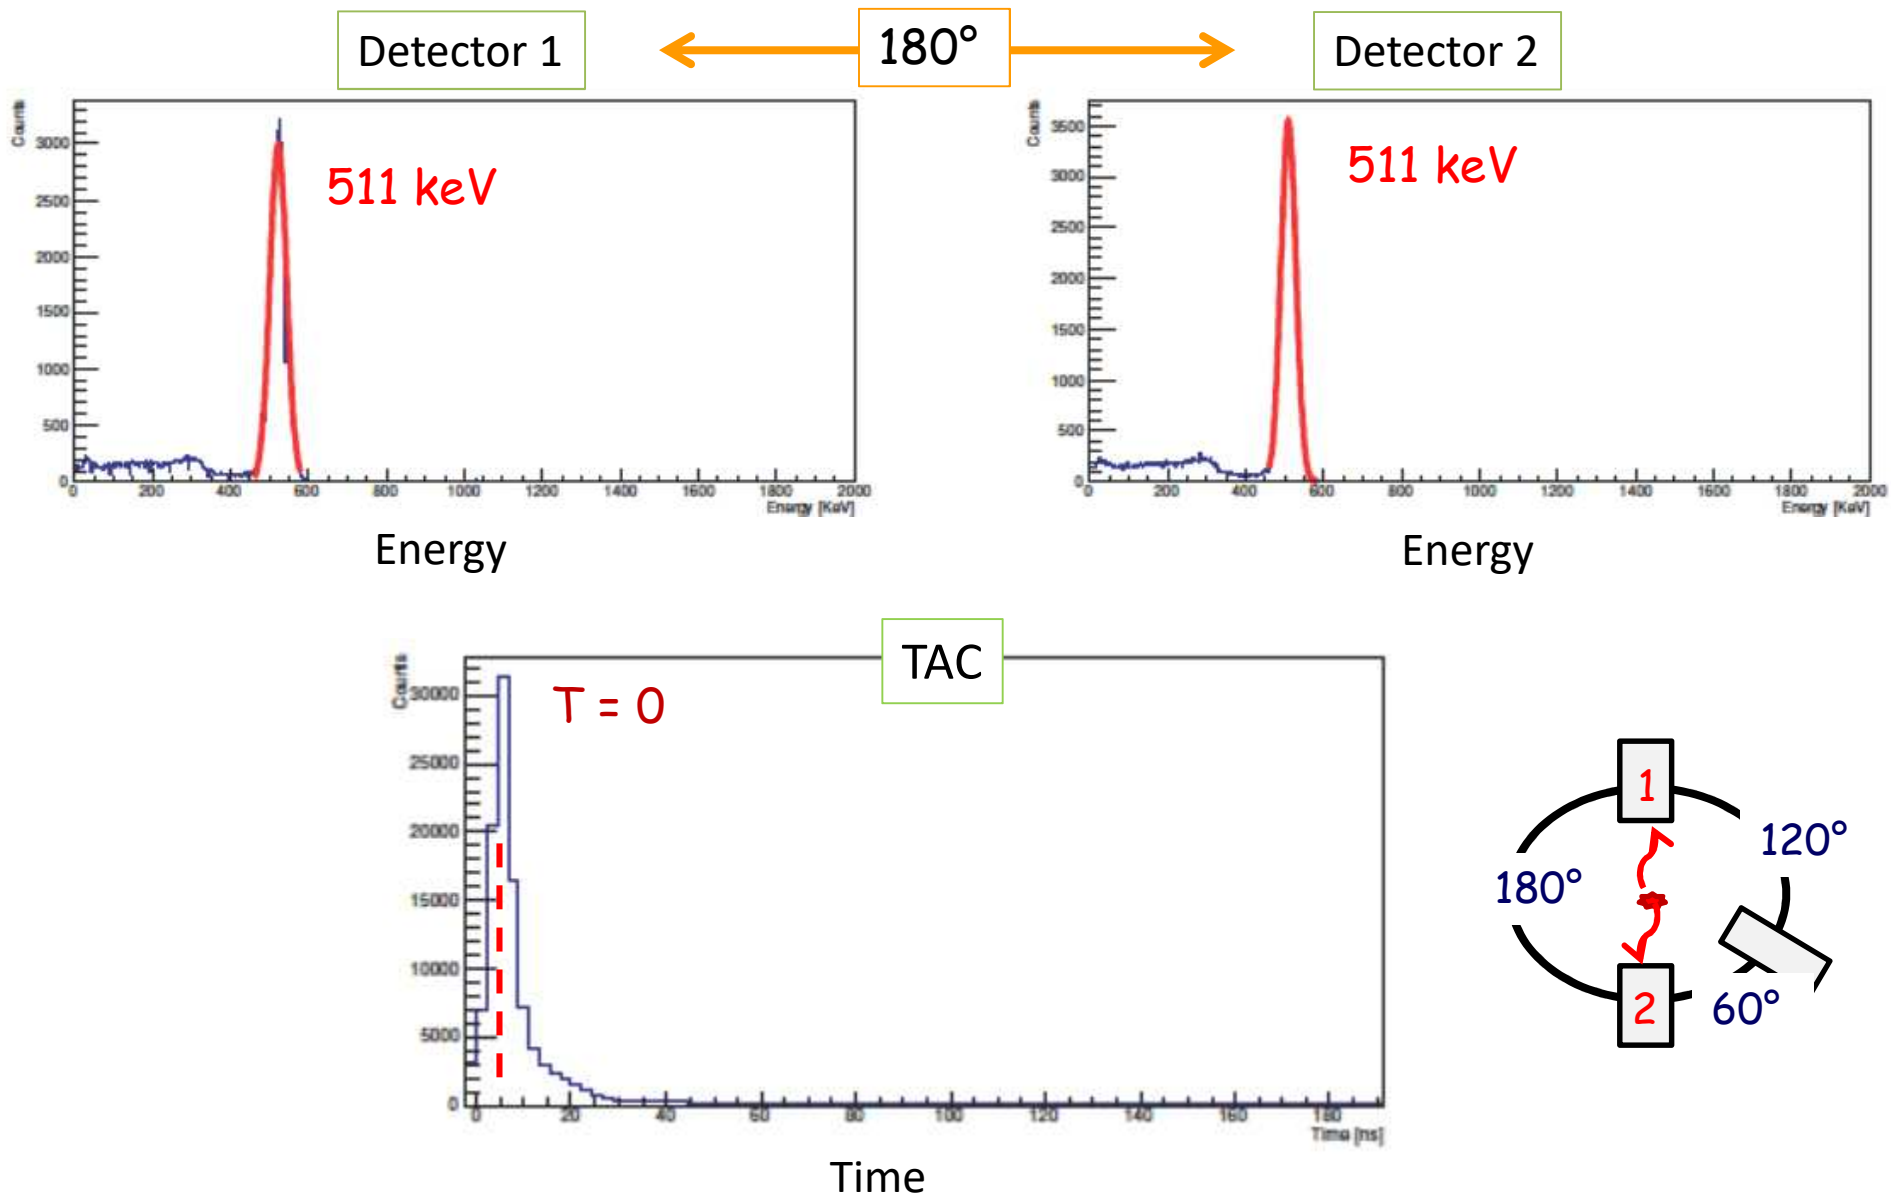 Detector 1
180°
Detector 2
Counts
3000
2500
2000
1500
1000
500
0
511 keV
0 200 400 600 800 1000 1200 1400 1600 1800 2000
Energy [KeV]
Energy
Counts
3500
3000
2500
2000
1500
1000
500
0
511 keV
0 200 400 600 800 1000 1200 1400 1600 1800 2000
Energy [KeV]
Energy
TAC
Counts
30000
25000
20000
15000
10000
5000
0
T = 0
0 20 40 60 80 100 120 140 160 180
Time [ns]
Time
1
120°
180°
2
60°